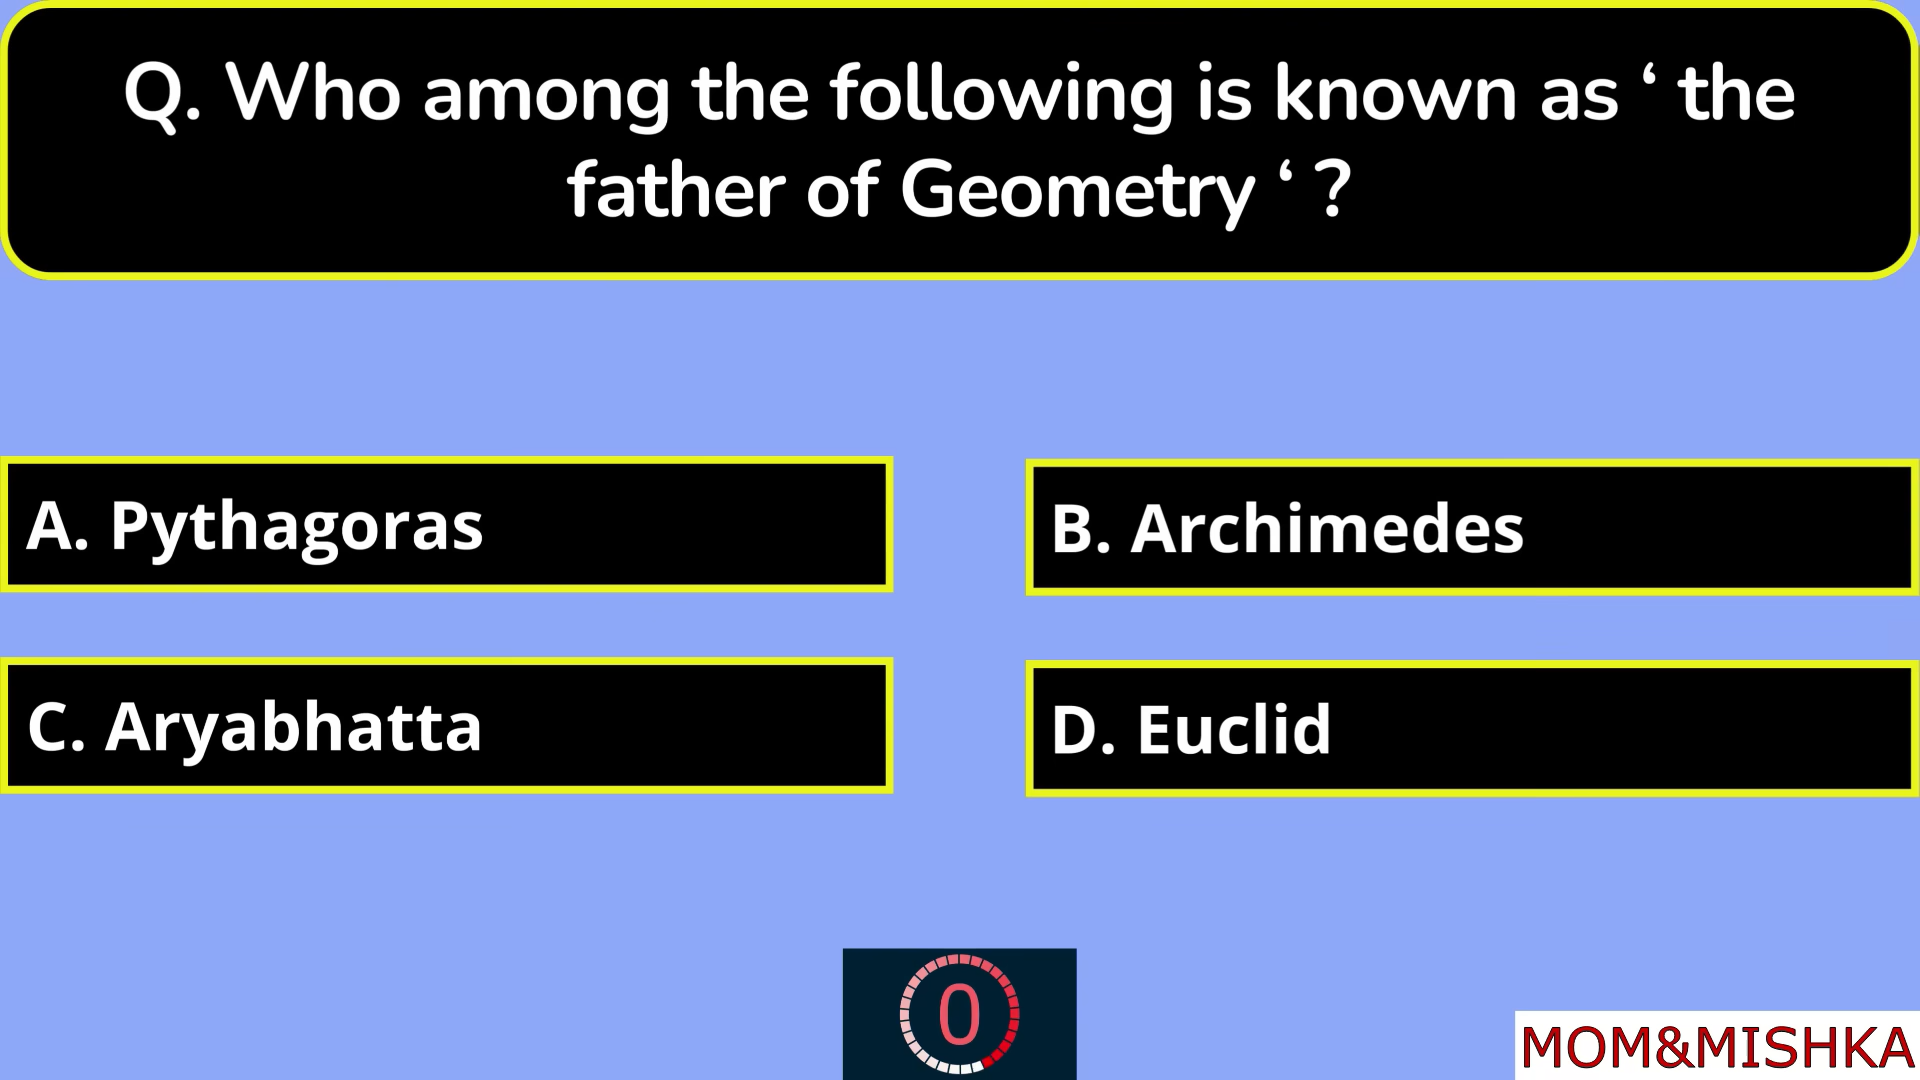 Q. Who among the following is known as ‘ the
father of Geometry ‘ ?
A. Pythagoras
B. Archimedes
C. Aryabhatta
D. Euclid
0
MOM&MISHKA